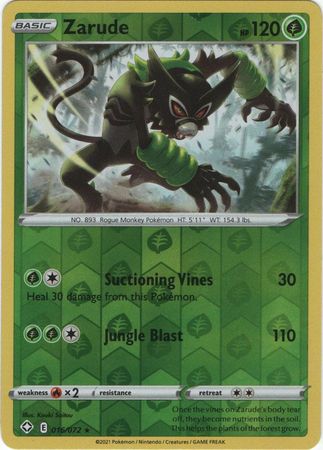 BASIC Zarude HP 120
NO. 893 Rogue Monkey Pokémon HT: 5'11" WT: 154.3 lbs.
Suctioning Vines 30
Heal 30 damage from this Pokémon.
Jungle Blast 110
weakness ×2 resistance retreat
Illus. Kouki Saitou
E 016/072 ★
Once the vines on Zarude's body tear
off, they become nutrients in the soil.
This helps the plants of the forest grow.
©2021 Pokémon / Nintendo / Creatures / GAME FREAK